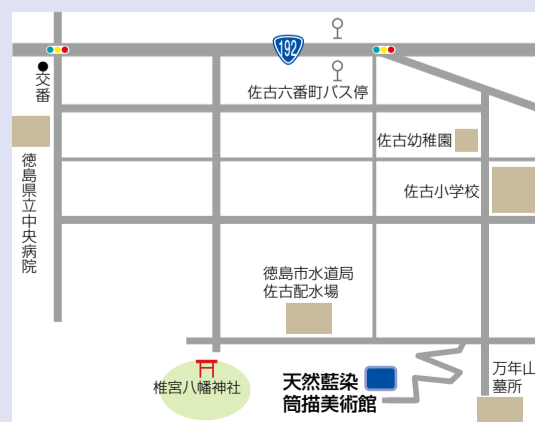 192
交番
佐古六番町バス停
佐古幼稚園
徳島県立中央病院
佐古小学校
徳島市水道局
佐古配水場
椎宮八幡神社
天然藍染
筒描美術館
万年山
墓所